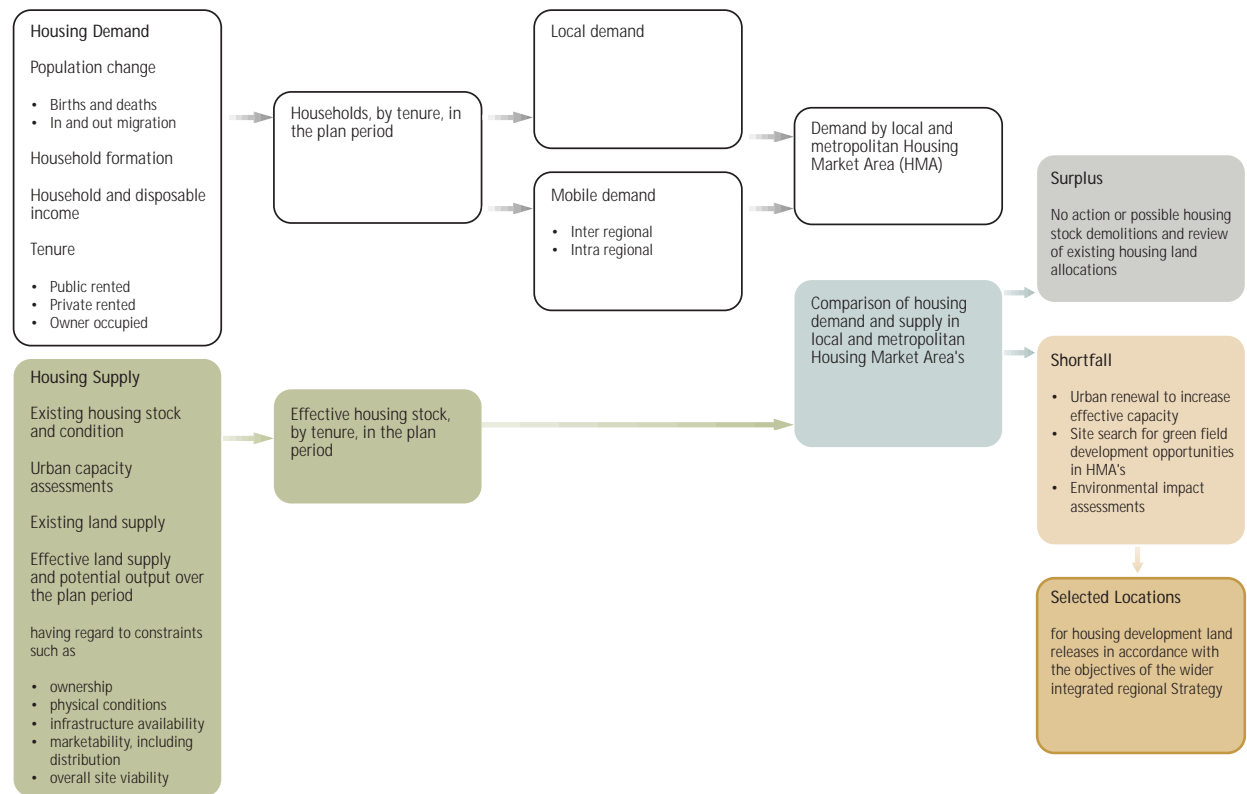 Housing Demand
Population change
• Births and deaths
• In and out migration
Household formation
Household and disposable
income
Tenure
• Public rented
• Private rented
• Owner occupied
Households, by tenure, in
the plan period
Local demand
Mobile demand
• Inter regional
• Intra regional
Demand by local and
metropolitan Housing
Market Area (HMA)
Housing Supply
Existing housing stock
and condition
Urban capacity
assessments
Existing land supply
Effective land supply
and potential output over
the plan period
having regard to constraints
such as
• ownership
• physical conditions
• infrastructure availability
• marketability, including
distribution
• overall site viability
Effective housing stock,
by tenure, in the plan
period
Comparison of housing
demand and supply in
local and metropolitan
Housing Market Area's
Surplus
No action or possible housing
stock demolitions and review
of existing housing land
allocations
Shortfall
• Urban renewal to increase
effective capacity
• Site search for green field
development opportunities
in HMA's
• Environmental impact
assessments
Selected Locations
for housing development land
releases in accordance with
the objectives of the wider
integrated regional Strategy